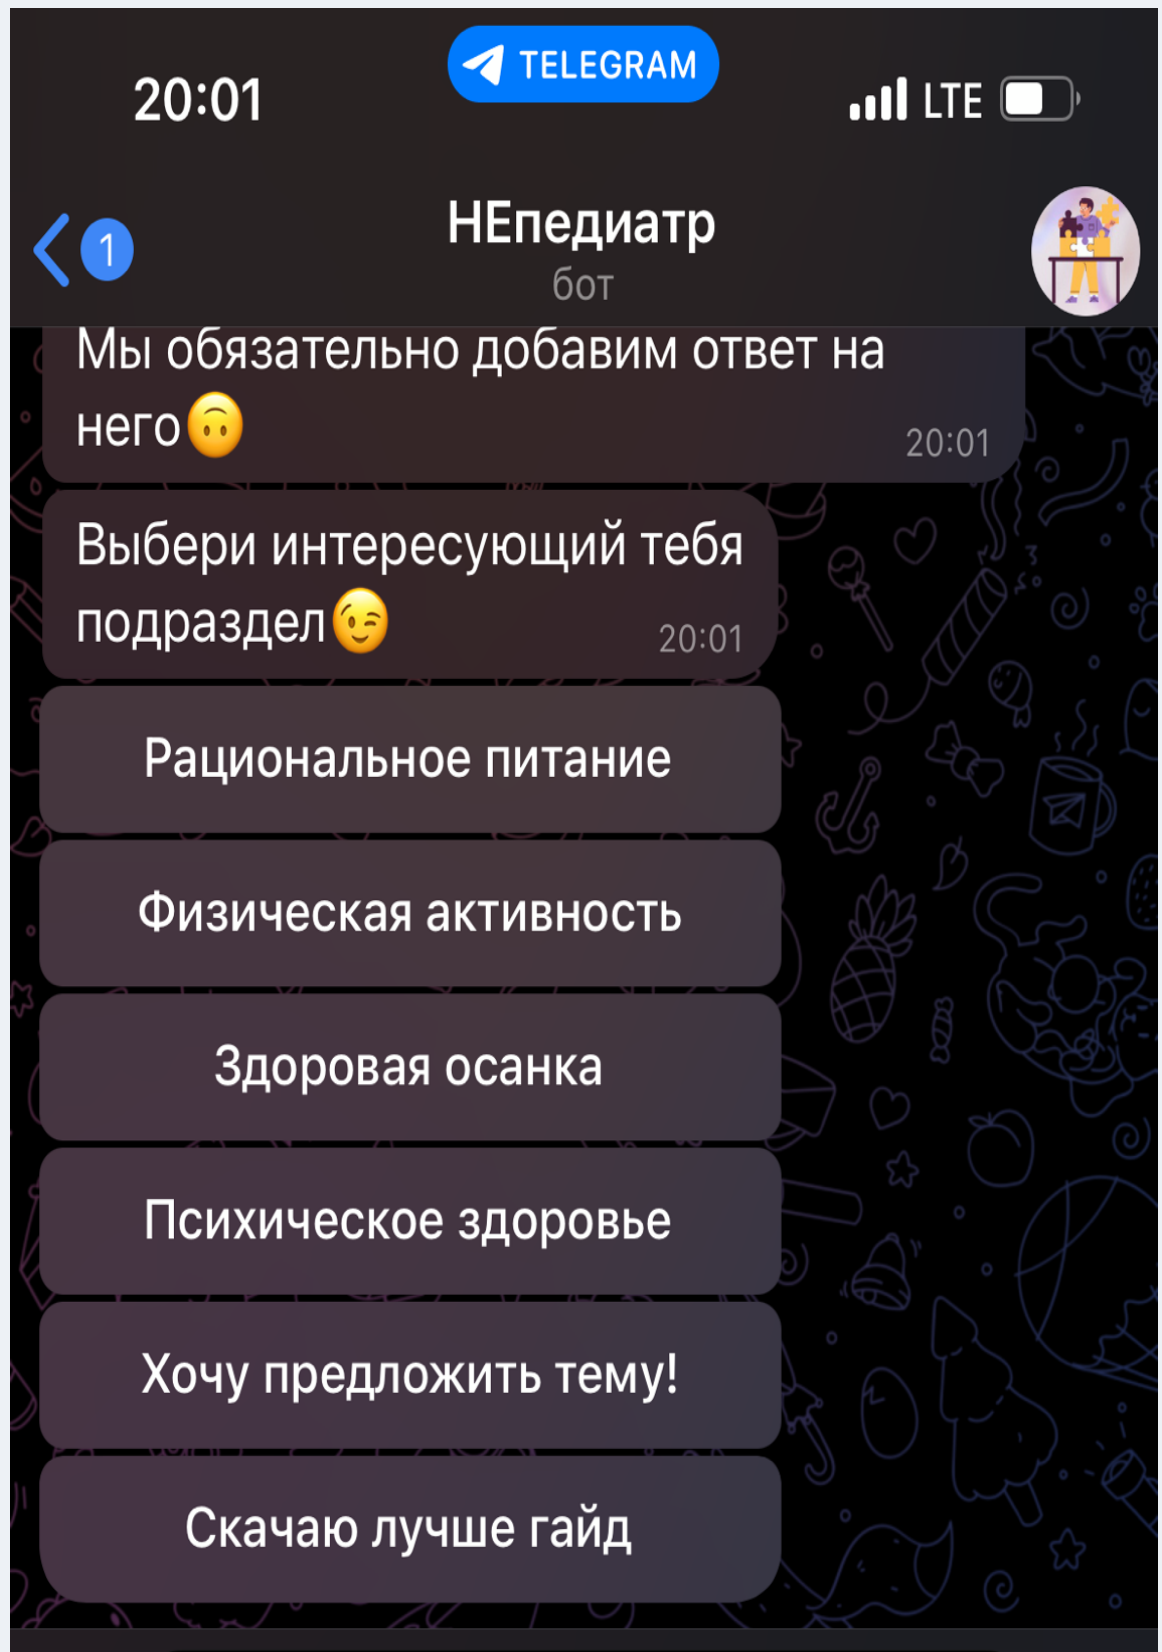 TELEGRAM
20:01
LTE
1
НЕпедиатр
бот
Мы обязательно добавим ответ на
него🙃
20:01
Выбери интересующий тебя
подраздел😉
20:01
Рациональное питание
Физическая активность
Здоровая осанка
Психическое здоровье
Хочу предложить тему!
Скачаю лучше гайд